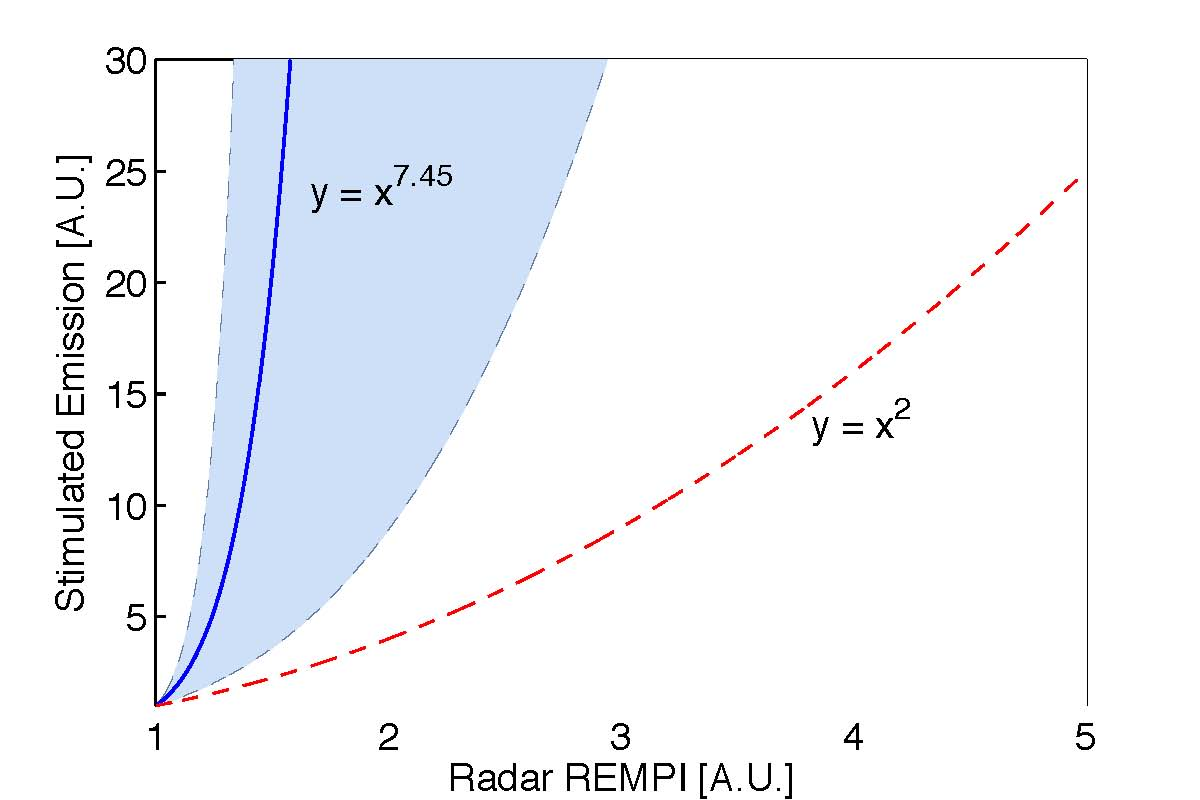 30
25
20
15
10
5
Stimulated Emission [A.U.]
y = x^7.45
y = x^2
1 2 3 4 5
Radar REMPI [A.U.]